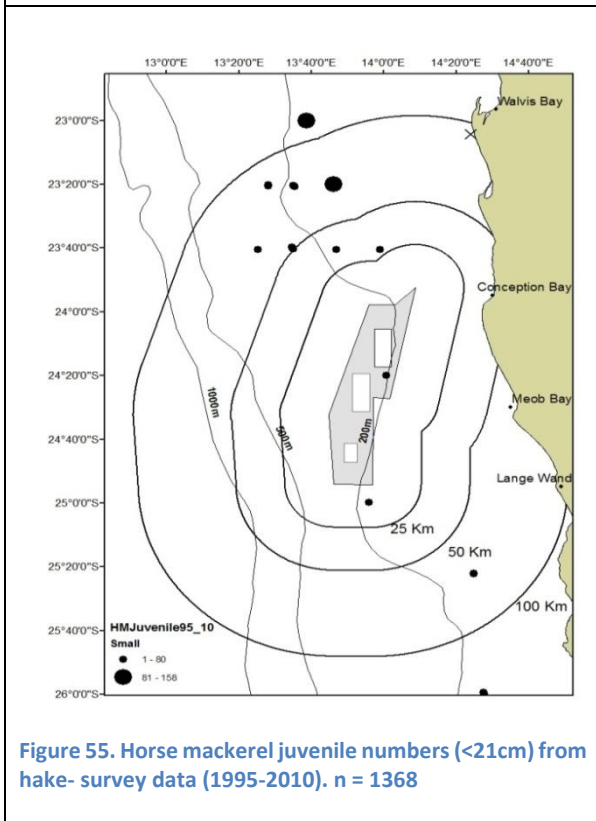 13°0'0"E 13°20'0"E 13°40'0"E 14°0'0"E 14°20'0"E 14°40'0"E
Walvis Bay
23°0'0"S
23°20'0"S
23°40'0"S
Conception Bay
24°0'0"S
24°20'0"S
1000m
500m
200m
Meob Bay
24°40'0"S
Lange Wand
25°0'0"S
25 Km
50 Km
25°20'0"S
100 Km
25°40'0"S
HMJuvenile95_10
Small
1 - 80
81 - 158
26°0'0"S
Figure 55. Horse mackerel juvenile numbers (<21cm) from
hake- survey data (1995-2010). n = 1368